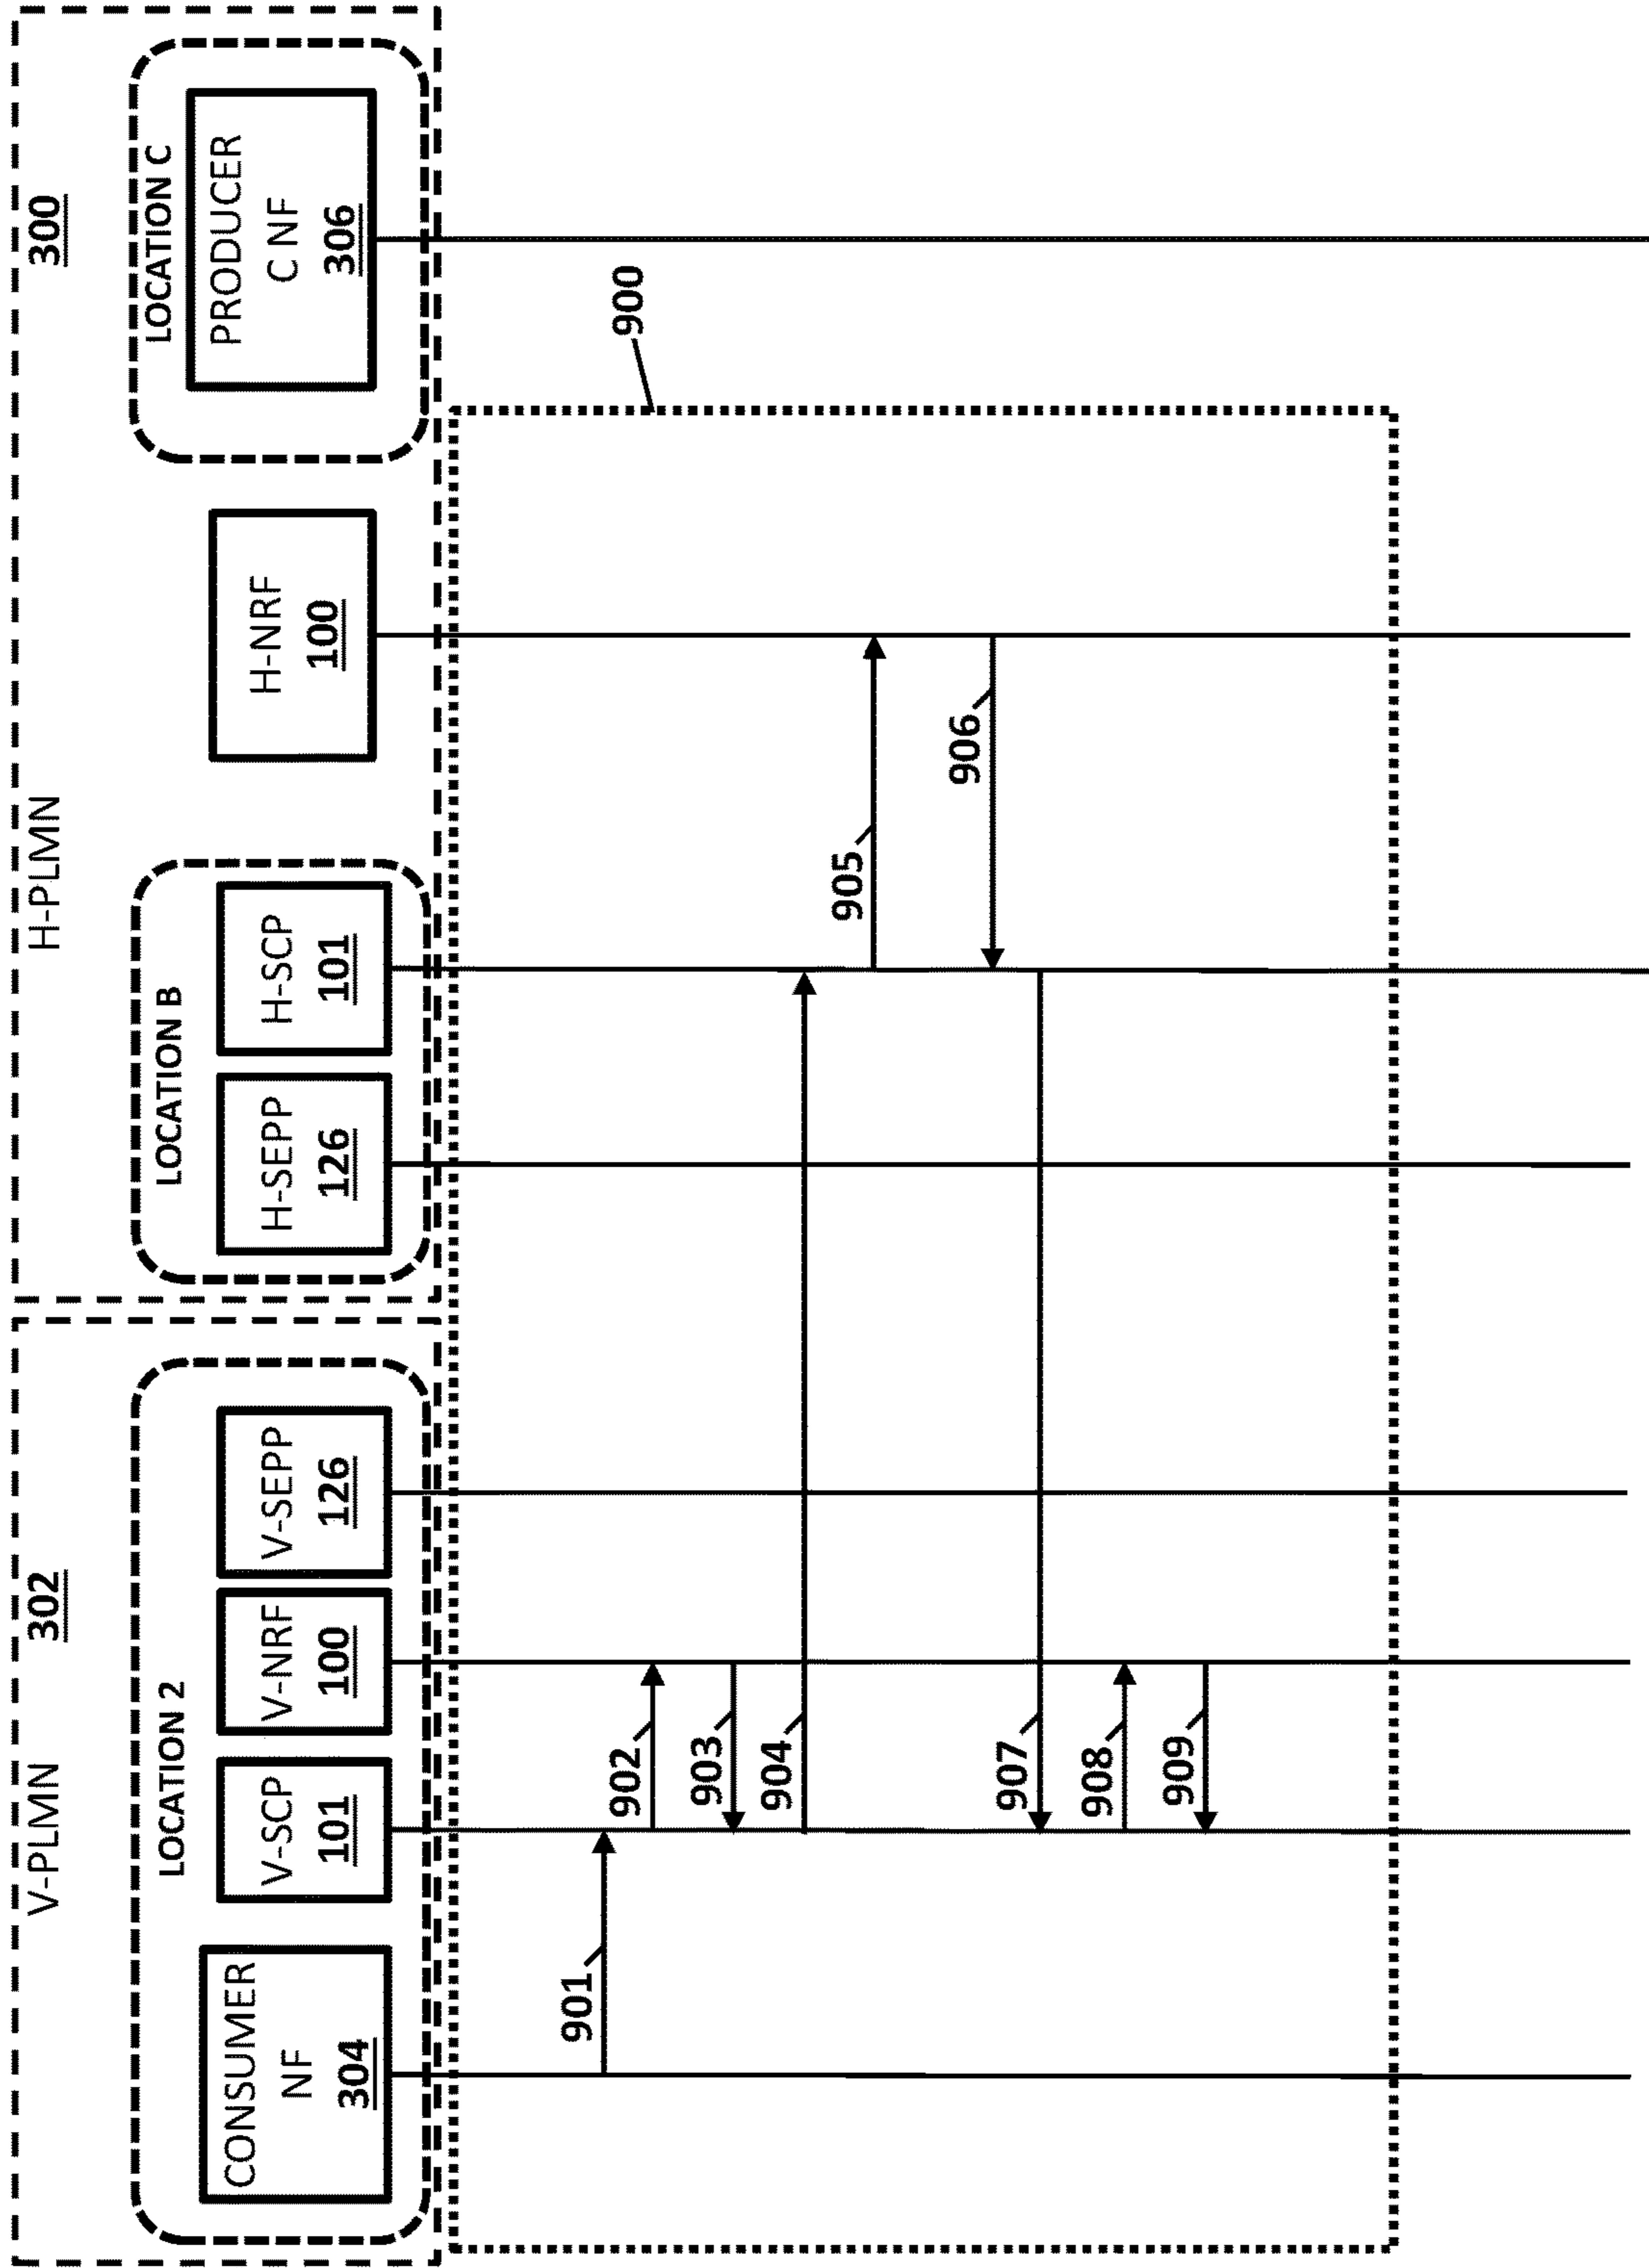 V-PLMN
302
H-PLMN
300
LOCATION 2
LOCATION B
LOCATION C
CONSUMER
NF
304
V-SCP
101
V-NRF
100
V-SEPP
126
H-SEPP
126
H-SCP
101
H-NRF
100
PRODUCER
C NF
306
900
901
902
903
904
905
906
907
908
909